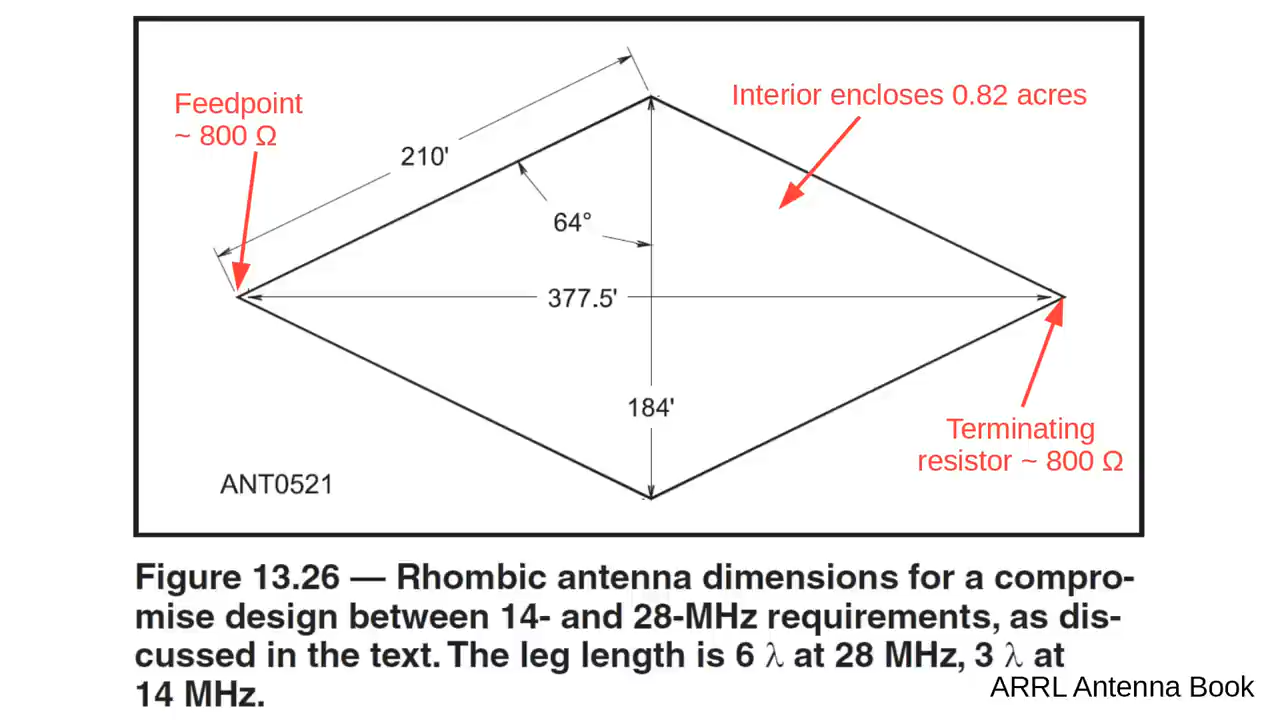 Feedpoint
~ 800 Ω
Interior encloses 0.82 acres
210'
64°
377.5'
184'
Terminating
resistor ~ 800 Ω
ANT0521
Figure 13.26 — Rhombic antenna dimensions for a compro-
mise design between 14- and 28-MHz requirements, as dis-
cussed in the text. The leg length is 6 λ at 28 MHz, 3 λ at
14 MHz.
ARRL Antenna Book